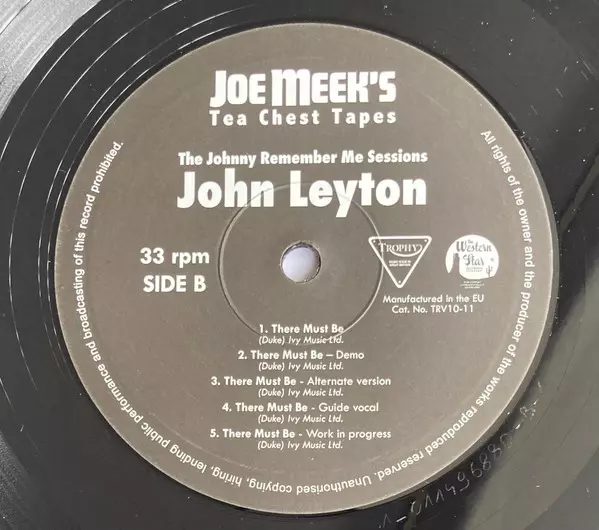 JOE MEEK'S
Tea Chest Tapes
The Johnny Remember Me Sessions
John Leyton
33 rpm
SIDE B
TROPHY
The
Western
Star
Manufactured in the EU
Cat. No. TRV10-11
1. There Must Be
(Duke) Ivy Music Ltd.
2. There Must Be – Demo
(Duke) Ivy Music Ltd.
3. There Must Be - Alternate version
(Duke) Ivy Music Ltd.
4. There Must Be - Guide vocal
(Duke) Ivy Music Ltd.
5. There Must Be - Work in progress
(Duke) Ivy Music Ltd.
All rights of the owner and the producer of the works reproduced reserved. Unauthorised copying, hiring, lending public performance and broadcasting of this record prohibited.